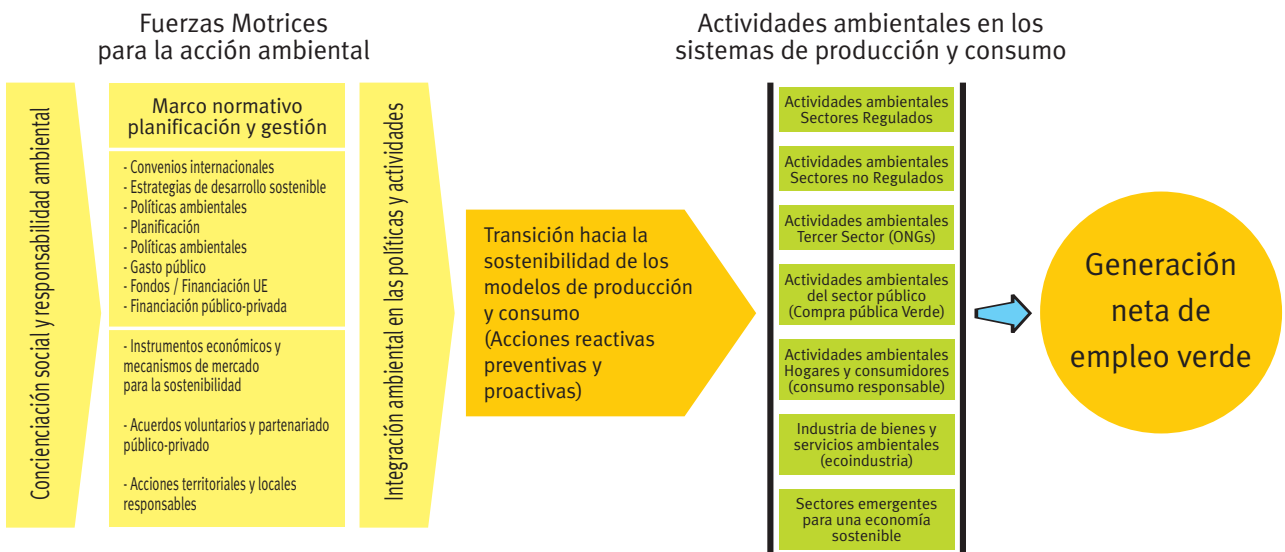 Fuerzas Motrices
para la acción ambiental
Actividades ambientales en los
sistemas de producción y consumo
Concienciación social y responsabilidad ambiental
Marco normativo
planificación y gestión
- Convenios internacionales
- Estrategias de desarrollo sostenible
- Políticas ambientales
- Planificación
- Políticas ambientales
- Gasto público
- Fondos / Financiación UE
- Financiación público-privada
- Instrumentos económicos y
mecanismos de mercado
para la sostenibilidad
- Acuerdos voluntarios y partenariado
público-privado
- Acciones territoriales y locales
responsables
Integración ambiental en las políticas y actividades
Transición hacia la
sostenibilidad de los
modelos de producción
y consumo
(Acciones reactivas
preventivas y
proactivas)
Actividades ambientales
Sectores Regulados
Actividades ambientales
Sectores no Regulados
Actividades ambientales
Tercer Sector (ONGs)
Actividades ambientales
del sector público
(Compra pública Verde)
Actividades ambientales
Hogares y consumidores
(consumo responsable)
Industria de bienes y
servicios ambientales
(ecoindustria)
Sectores emergentes
para una economía
sostenible
Generación
neta de
empleo verde